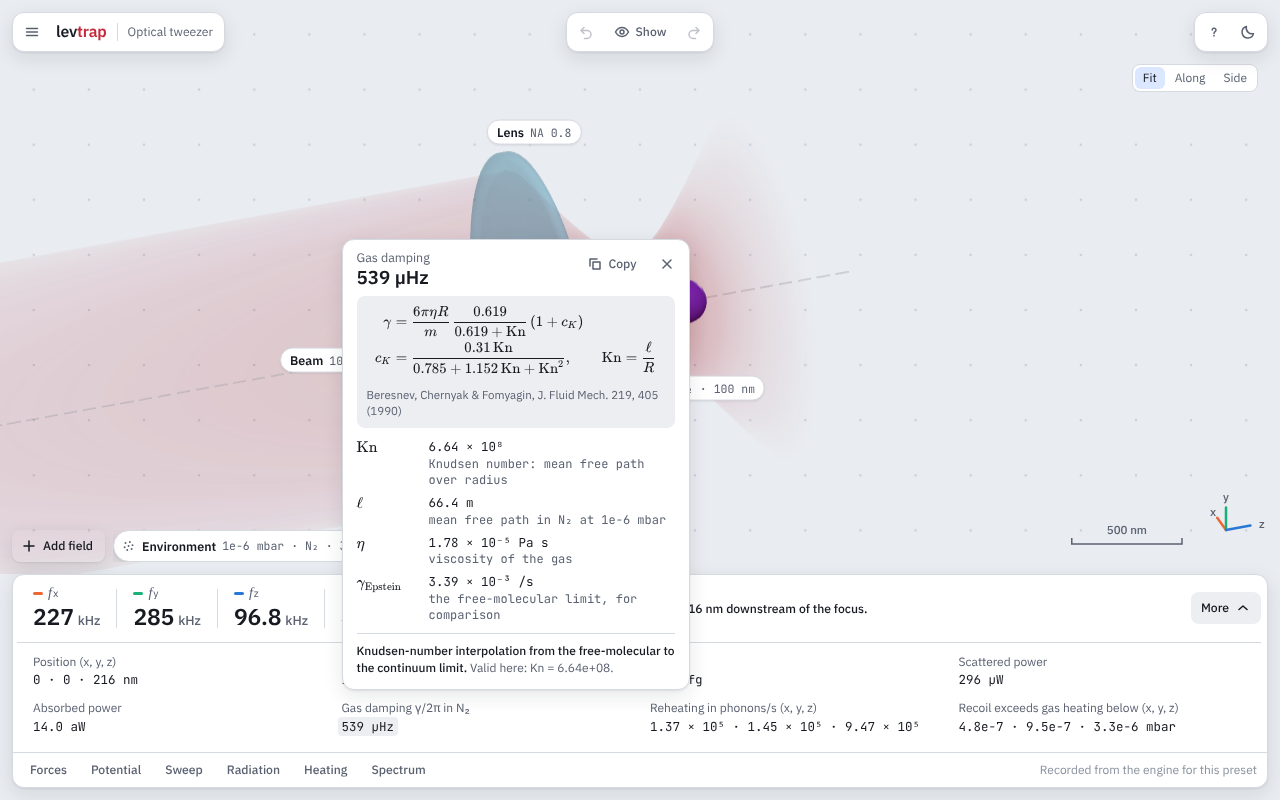 levtrap Optical tweezer
Show
?
Fit Along Side
Lens NA 0.8
Gas damping
539 µHz
Copy
γ = 6πηR/m 0.619/(0.619 + Kn) (1 + c_K)
c_K = 0.31 Kn/(0.785 + 1.152 Kn + Kn²), Kn = ℓ/R
Beresnev, Chernyak & Fomyagin, J. Fluid Mech. 219, 405
(1990)
Beam 10
· 100 nm
Kn 6.64 × 10⁸
Knudsen number: mean free path
over radius
ℓ 66.4 m
mean free path in N₂ at 1e-6 mbar
η 1.78 × 10⁻⁵ Pa s
viscosity of the gas
γ_Epstein 3.39 × 10⁻³ /s
the free-molecular limit, for
comparison
Knudsen-number interpolation from the free-molecular to
the continuum limit. Valid here: Kn = 6.64e+08.
y
x
z
500 nm
Add field
Environment 1e-6 mbar · N₂ ·
fx fy fz
227 kHz 285 kHz 96.8 kHz
16 nm downstream of the focus.
More
Position (x, y, z) Scattered power
0 · 0 · 216 nm fg 296 µW
Absorbed power Gas damping γ/2π in N₂ Reheating in phonons/s (x, y, z) Recoil exceeds gas heating below (x, y, z)
14.0 aW 539 µHz 1.37 × 10⁵ · 1.45 × 10⁵ · 9.47 × 10⁵ 4.8e-7 · 9.5e-7 · 3.3e-6 mbar
Forces Potential Sweep Radiation Heating Spectrum Recorded from the engine for this preset